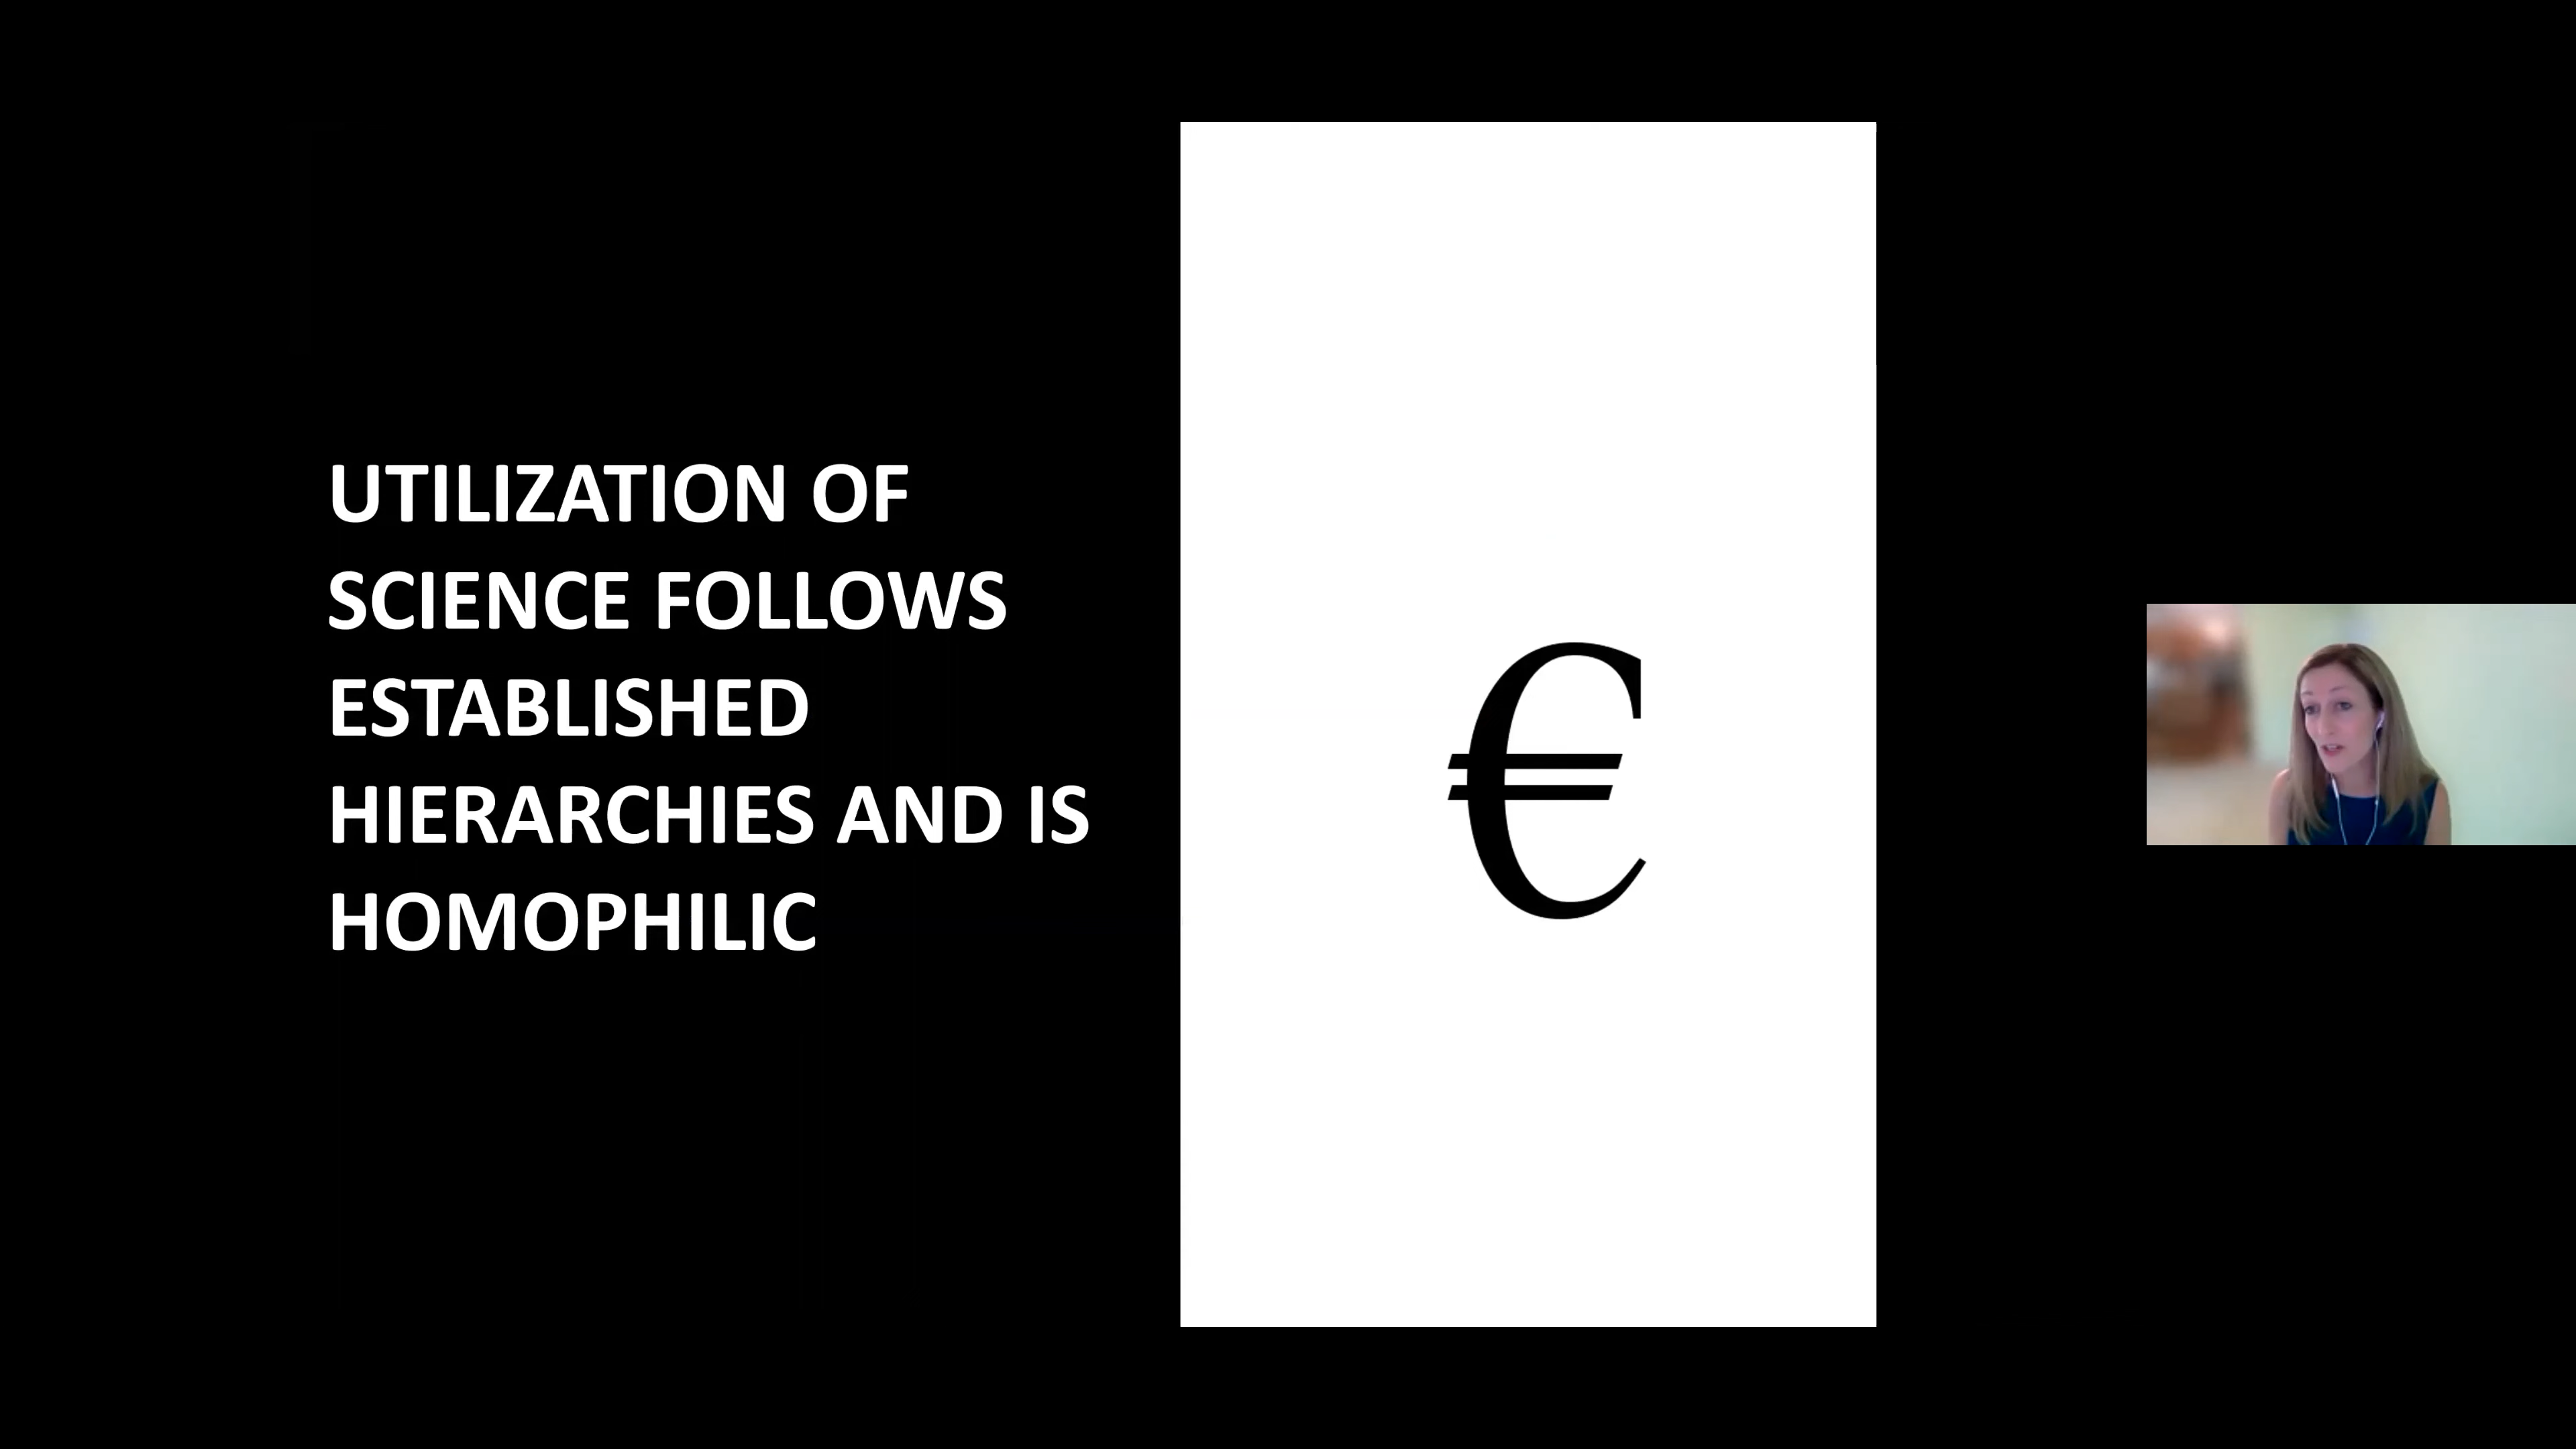 UTILIZATION OF
SCIENCE FOLLOWS
ESTABLISHED
HIERARCHIES AND IS
HOMOPHILIC
€